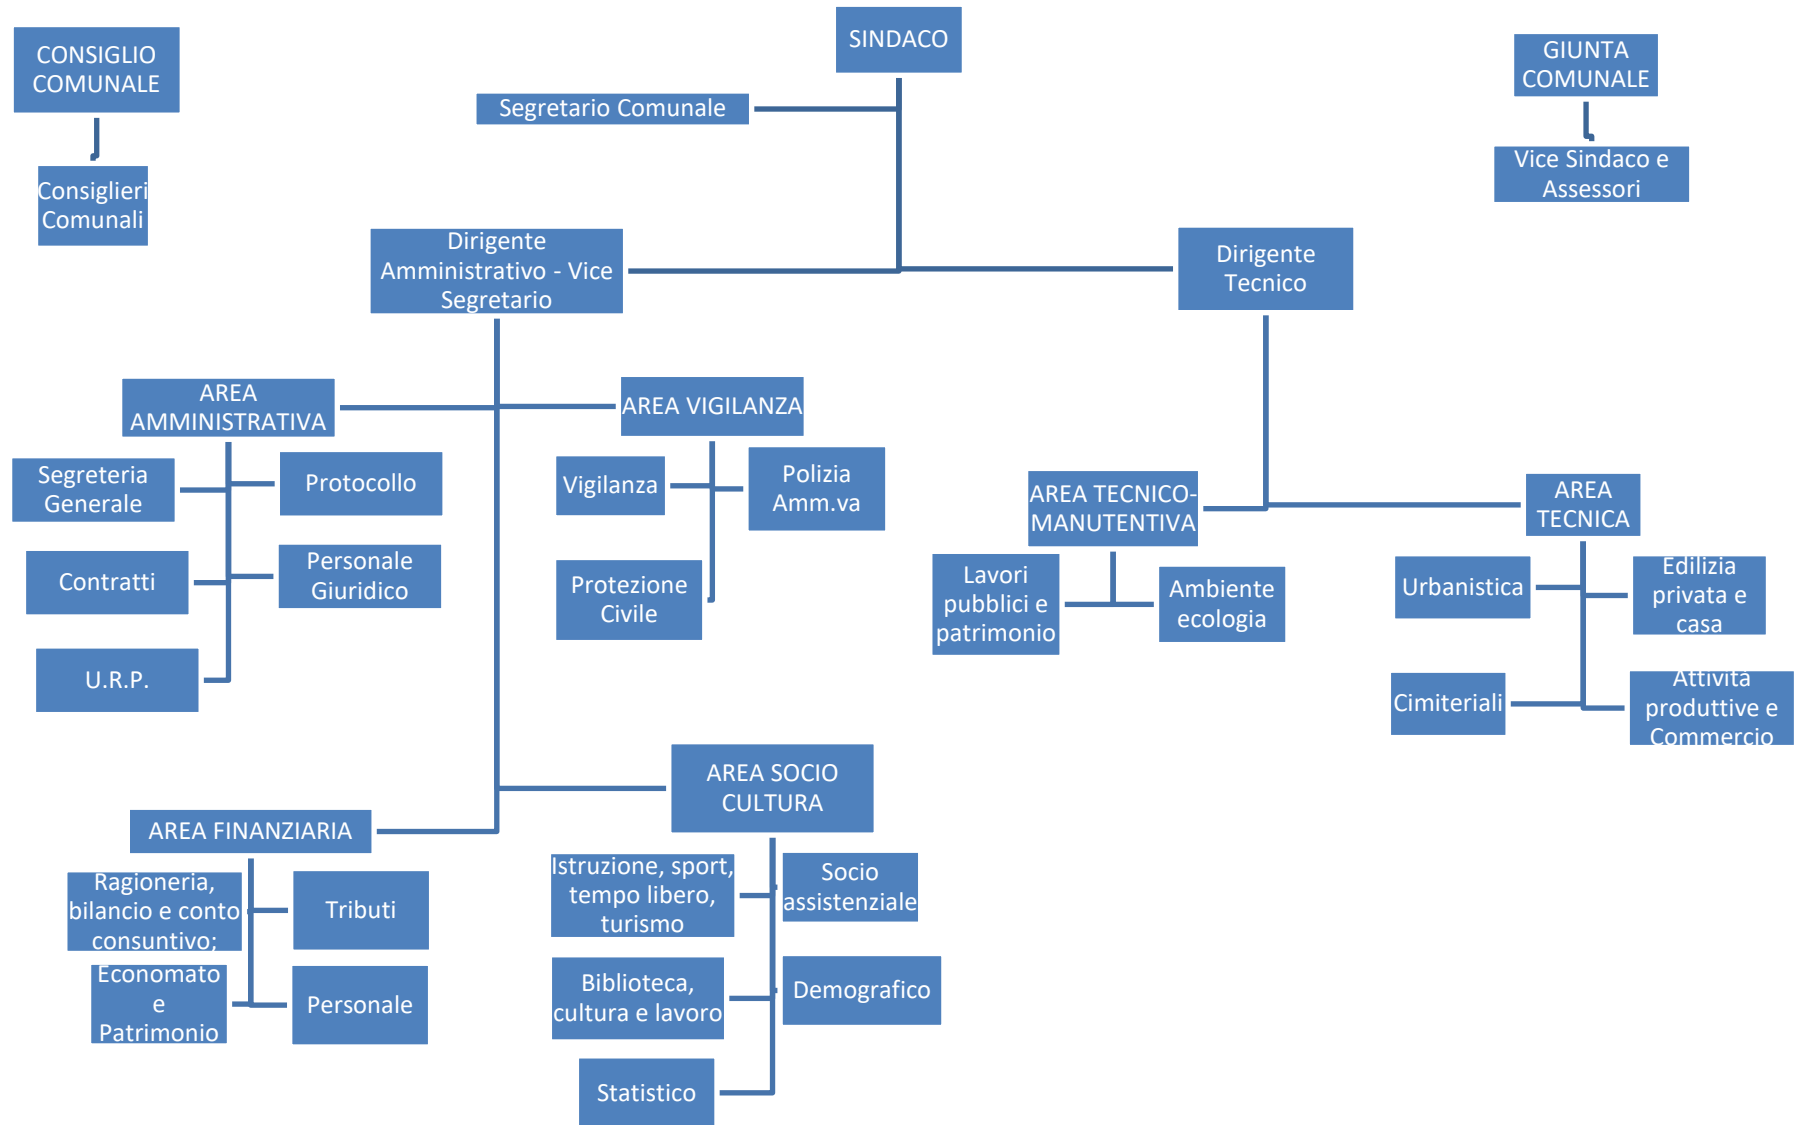 CONSIGLIO
COMUNALE
SINDACO
GIUNTA
COMUNALE
Segretario Comunale
Consiglieri
Comunali
Vice Sindaco e
Assessori
Dirigente
Amministrativo - Vice
Segretario
Dirigente
Tecnico
AREA
AMMINISTRATIVA
AREA VIGILANZA
Segreteria
Generale
Protocollo
Contratti
Personale
Giuridico
U.R.P.
Vigilanza
Polizia
Amm.va
Protezione
Civile
AREA TECNICO-
MANUTENTIVA
AREA
TECNICA
Lavori
pubblici e
patrimonio
Ambiente
ecologia
Urbanistica
Edilizia
privata e
casa
Cimiteriali
Attività
produttive e
Commercio
AREA FINANZIARIA
AREA SOCIO
CULTURA
Ragioneria,
bilancio e conto
consuntivo;
Tributi
Economato
e
Patrimonio
Personale
Istruzione, sport,
tempo libero,
turismo
Socio
assistenziale
Biblioteca,
cultura e lavoro
Demografico
Statistico